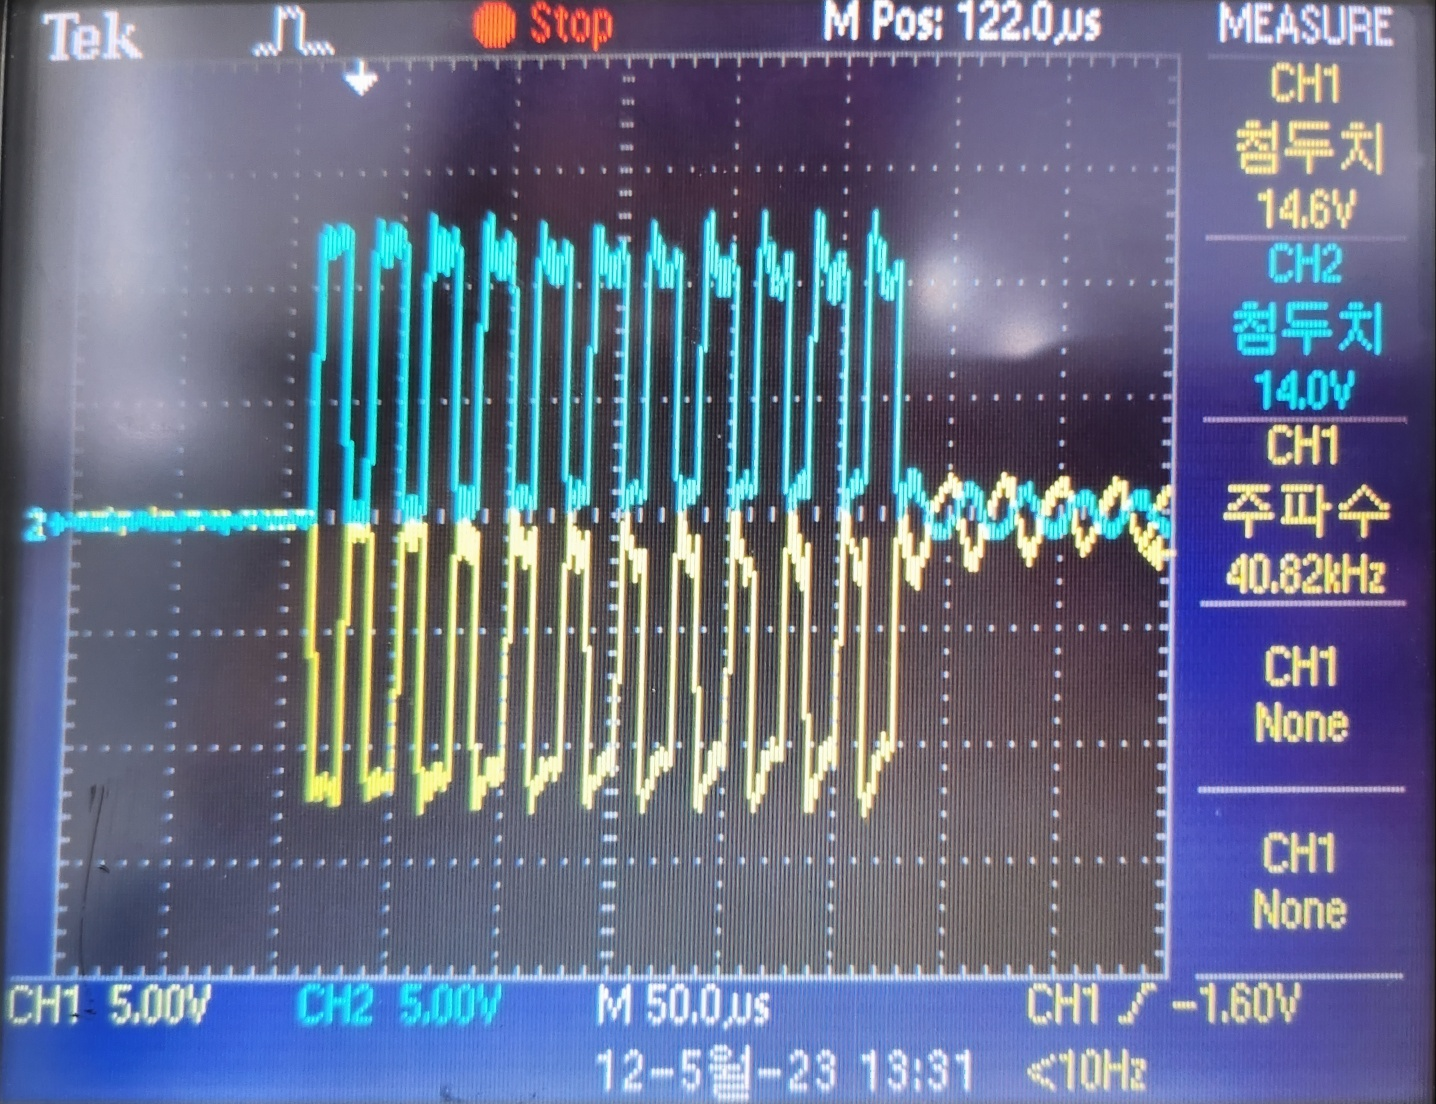 Tek Stop M Pos: 122.0µs MEASURE
CH1
첨두치
14.6V
CH2
첨두치
14.0V
CH1
주파수
40.82kHz
CH1
None
CH1
None
2
CH1 5.00V CH2 5.00V M 50.0µs CH1 -1.60V
12-5월-23 13:31 <10Hz